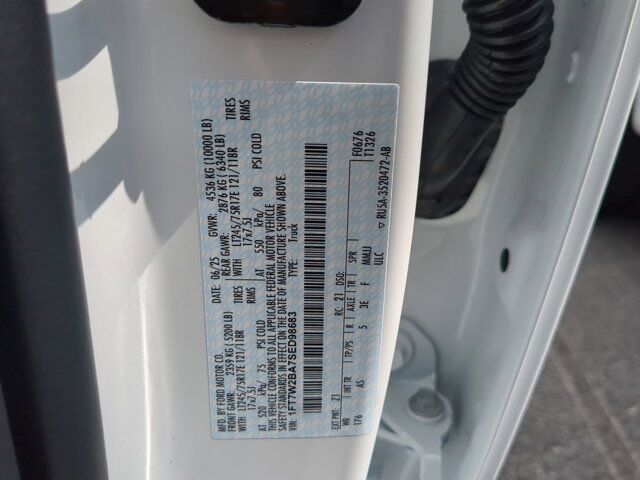 MFD. BY FORD MOTOR CO.
DATE: 06/25 GVWR: 4536 KG (10000 LB)
FRONT GAWR: 2359 KG (5200 LB)
REAR GAWR: 2876 KG (6340 LB)
WITH LT245/75R17E 121/118R TIRES
WITH LT245/75R17E 121/118R TIRES
17x7.5J RIMS
17x7.5J RIMS
AT 520 kPa/ 75 PSI COLD
AT 550 kPa/ 80 PSI COLD
THIS VEHICLE CONFORMS TO ALL APPLICABLE FEDERAL MOTOR VEHICLE
SAFETY STANDARDS IN EFFECT ON THE DATE OF MANUFACTURE SHOWN ABOVE.
VIN: 1FT7W2BA7SED98683
TYPE: Truck
F0676
T1326
EXT PNT: Z1 RC: 21 DSO:
WB INT TR TP/PS R AXLE TR SPR
176 AS 5 3E F MMJJ
ULC
RU5A-3520472-AB